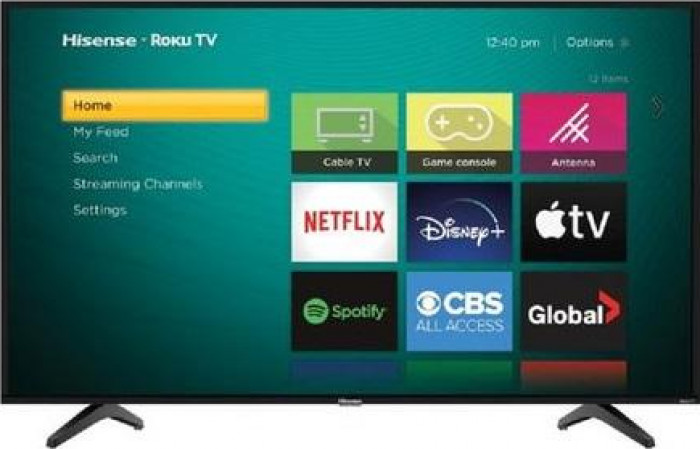 Hisense · Roku TV
12:40 pm | Options ✱
12 Items
Home
My Feed
Search
Streaming Channels
Settings
Cable TV
Game console
Antenna
NETFLIX
Disney+
tv
Spotify
CBS
ALL ACCESS
Global
Hisense